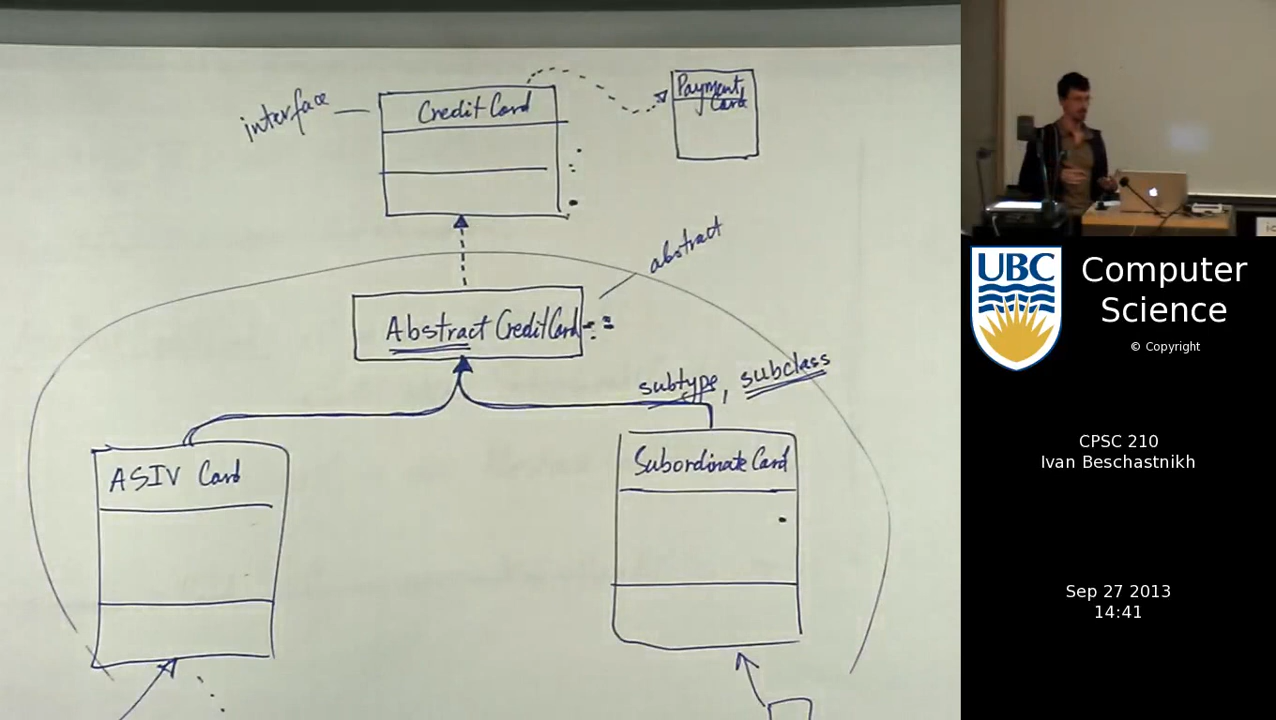 interface
Credit Card
Payment
Card
abstract
Abstract CreditCard
subtype, subclass
ASIV Card
Subordinate Card
UBC
Computer
Science
© Copyright
CPSC 210
Ivan Beschastnikh
Sep 27 2013
14:41